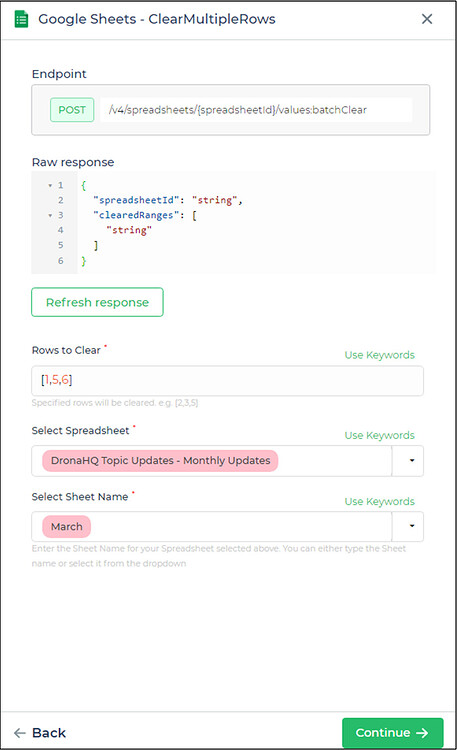 Google Sheets - ClearMultipleRows
Endpoint
POST /v4/spreadsheets/{spreadsheetId}/values:batchClear
Raw response
1 {
2 "spreadsheetId": "string",
3 "clearedRanges": [
4 "string"
5 ]
6 }
Refresh response
Rows to Clear *
Use Keywords
[1,5,6]
Specified rows will be cleared. e.g. [2,3,5]
Select Spreadsheet *
Use Keywords
DronaHQ Topic Updates - Monthly Updates
Select Sheet Name *
Use Keywords
March
Enter the Sheet Name for your Spreadsheet selected above. You can either type the Sheet
name or select it from the dropdown
Back
Continue